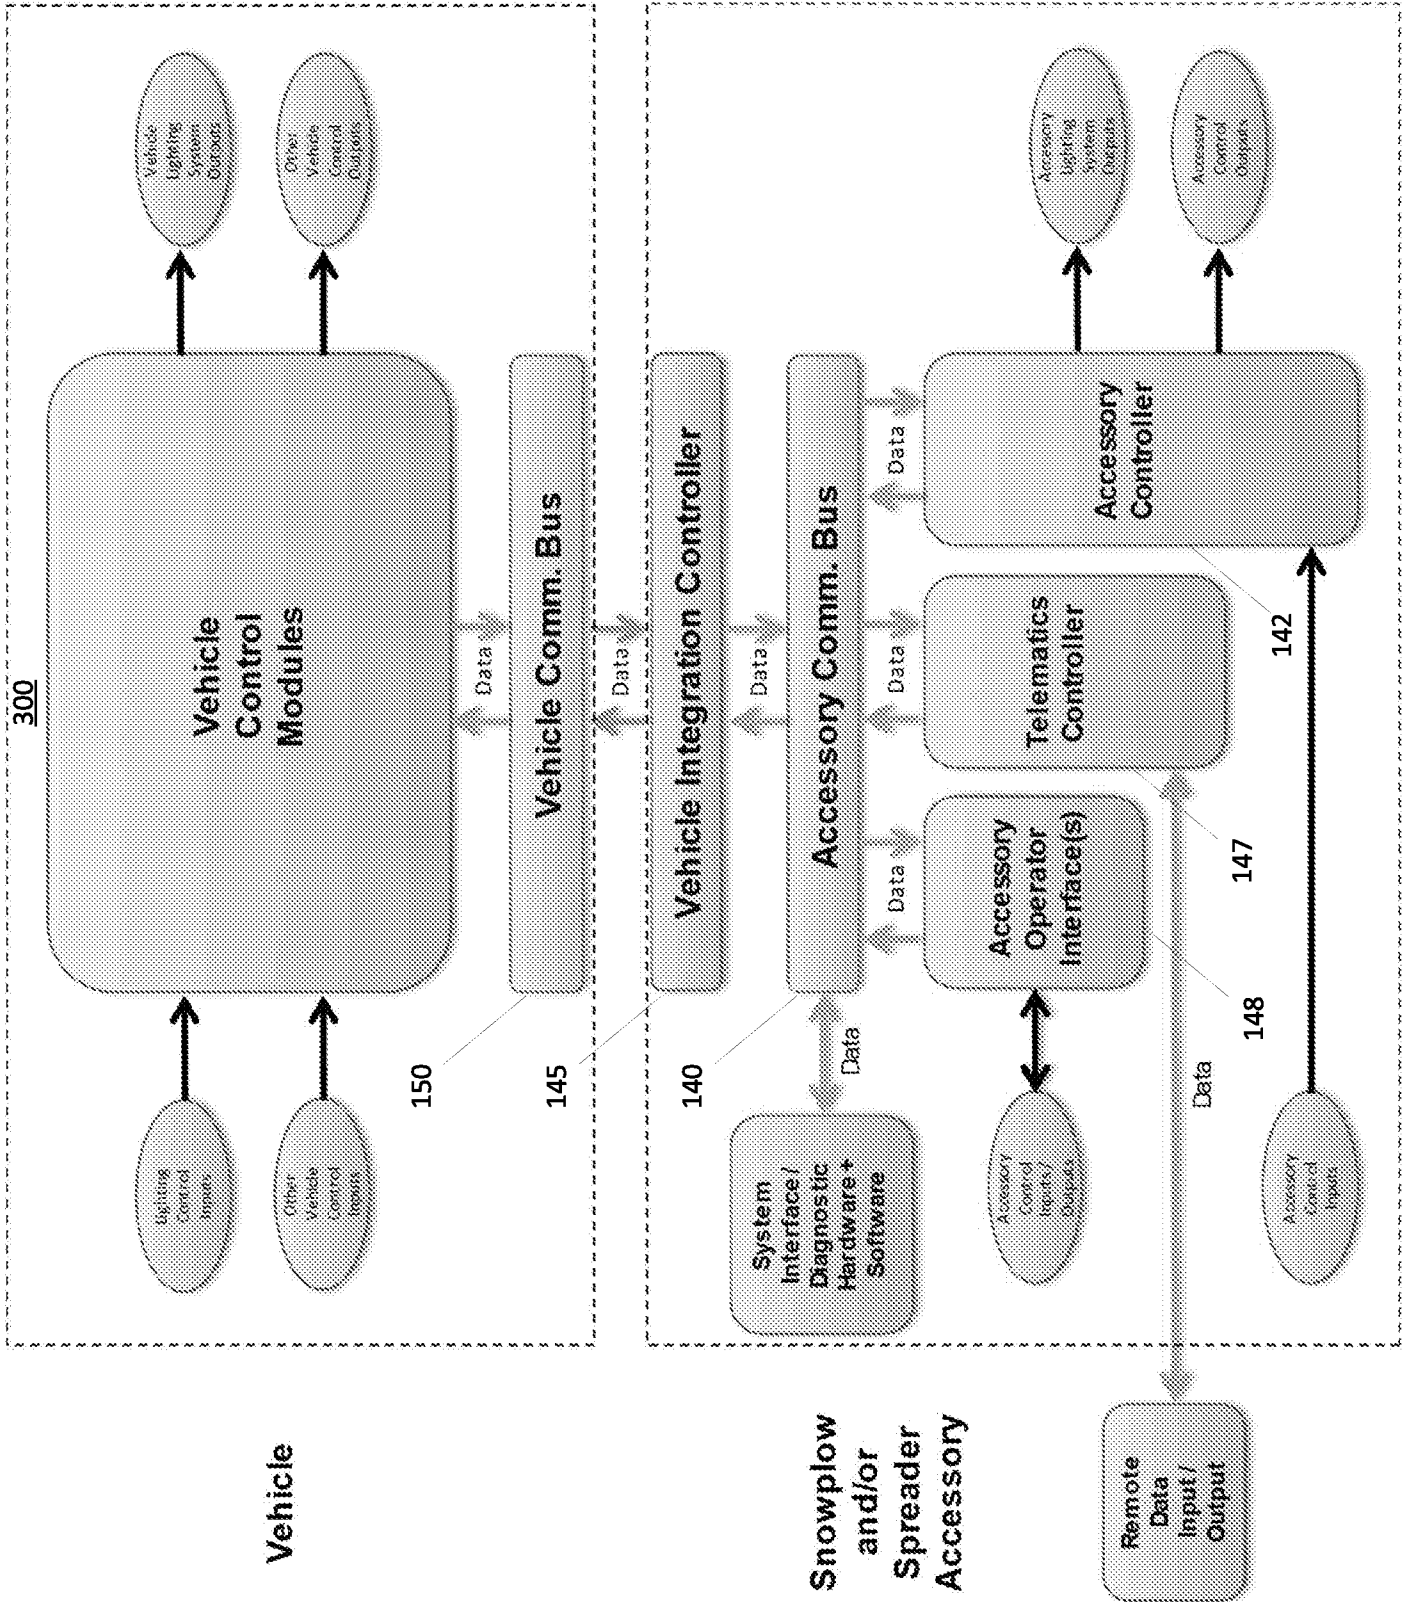 300
Vehicle
Lighting
Control
Inputs
Other
Vehicle
Control
Inputs
Vehicle
Control
Modules
Vehicle
Lighting
System
Outputs
Other
Vehicle
Control
Outputs
Data
150
Vehicle Comm. Bus
Data
145
Vehicle Integration Controller
Data
140
Accessory Comm. Bus
Snowplow
and/or
Spreader
Accessory
System
Interface/
Diagnostic
Hardware+
Software
Data
Data
Data
Data
Accessory
Control
Inputs/
Outputs
Accessory
Operator
Interface(s)
148
Telematics
Controller
147
Accessory
Controller
142
Accessory
Lighting
System
Outputs
Accessory
Control
Outputs
Remote
Data
Input/
Output
Data
Accessory
Control
Inputs